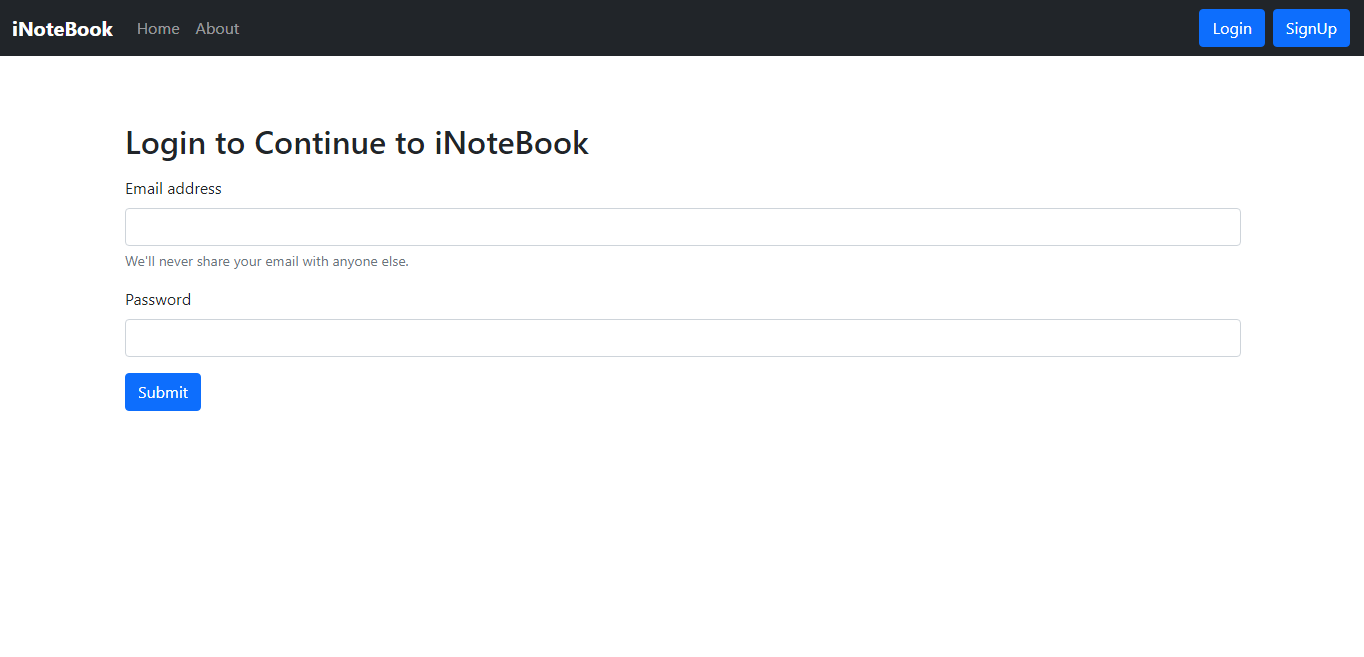 iNoteBook Home About Login SignUp
Login to Continue to iNoteBook
Email address
We'll never share your email with anyone else.
Password
Submit